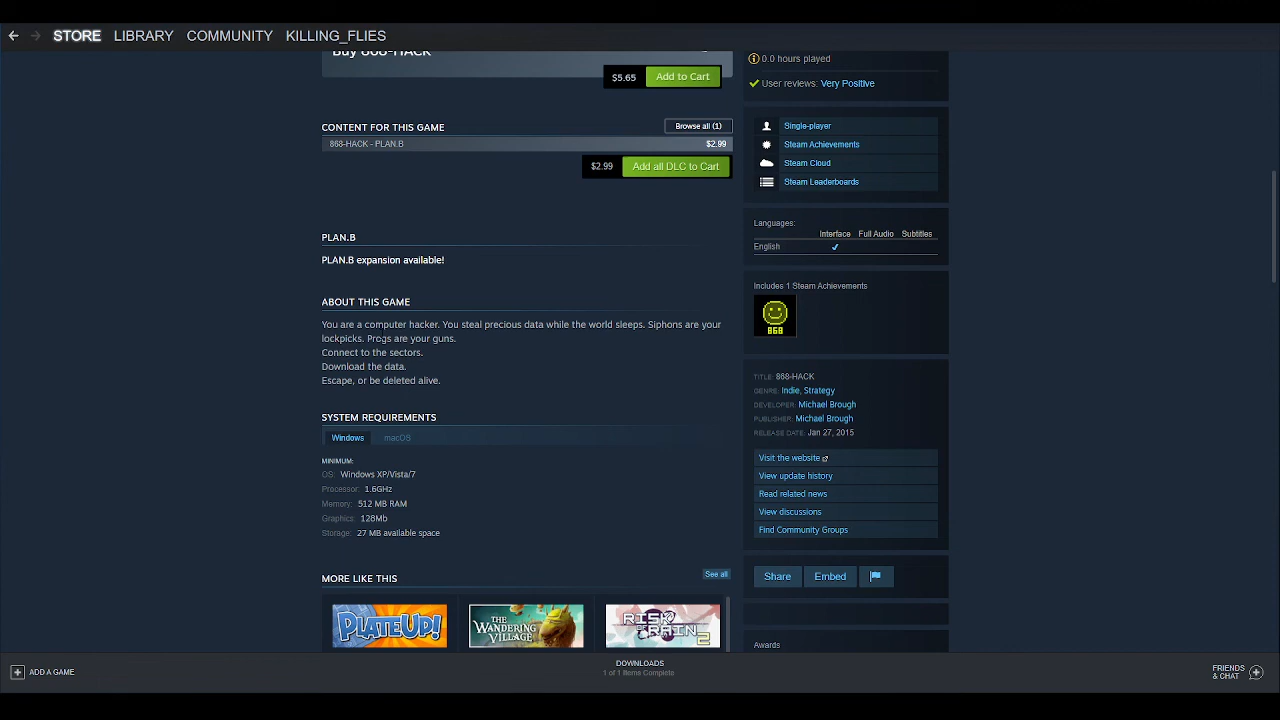 STORE LIBRARY COMMUNITY KILLING_FLIES
Buy 868-HACK
$5.65 Add to Cart
CONTENT FOR THIS GAME Browse all (1)
868-HACK - PLAN.B $2.99
$2.99 Add all DLC to Cart
PLAN.B
PLAN.B expansion available!
ABOUT THIS GAME
You are a computer hacker. You steal precious data while the world sleeps. Siphons are your
lockpicks. Progs are your guns.
Connect to the sectors.
Download the data.
Escape, or be deleted alive.
SYSTEM REQUIREMENTS
Windows macOS
MINIMUM:
OS: Windows XP/Vista/7
Processor: 1.6GHz
Memory: 512 MB RAM
Graphics: 128Mb
Storage: 27 MB available space
MORE LIKE THIS See all
PLATEUP!
THE
WANDERING
VILLAGE
RISK
OF RAIN
2
0.0 hours played
User reviews: Very Positive
Single-player
Steam Achievements
Steam Cloud
Steam Leaderboards
Languages:
Interface Full Audio Subtitles
English
Includes 1 Steam Achievements
868
TITLE: 868-HACK
GENRE: Indie, Strategy
DEVELOPER: Michael Brough
PUBLISHER: Michael Brough
RELEASE DATE: Jan 27, 2015
Visit the website
View update history
Read related news
View discussions
Find Community Groups
Share Embed
Awards
ADD A GAME
DOWNLOADS
1 of 1 Items Complete
FRIENDS
& CHAT